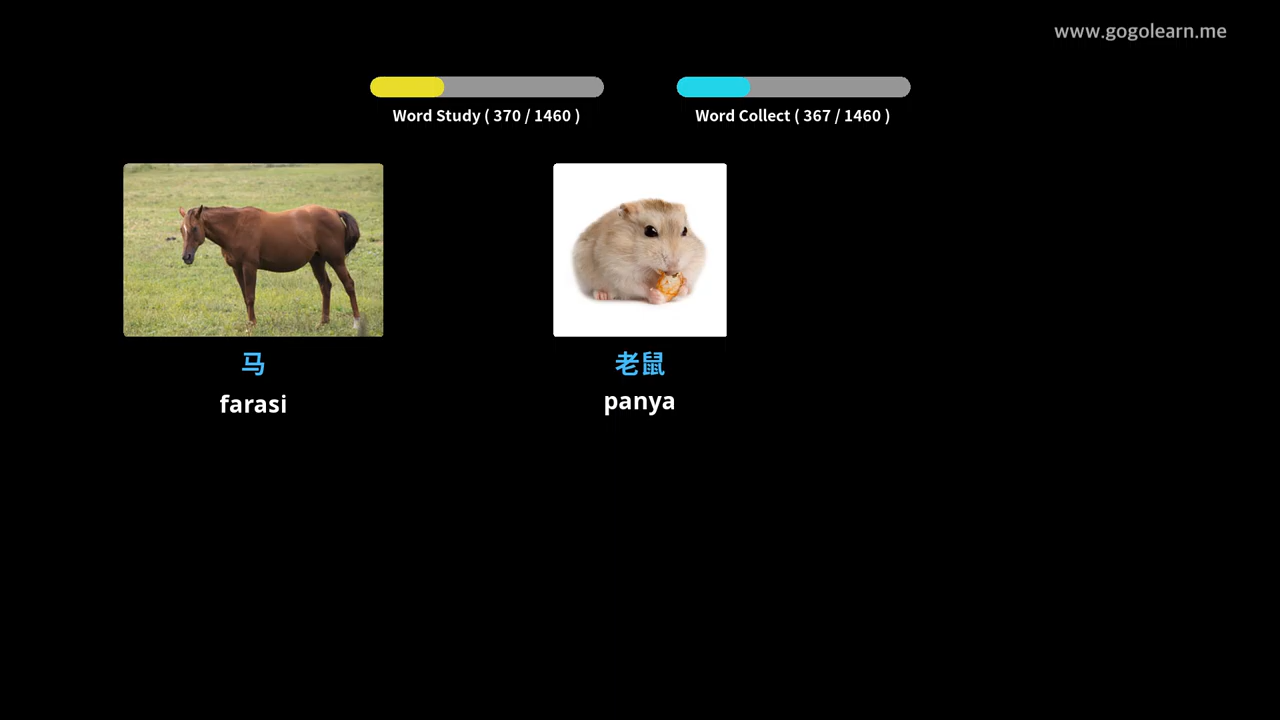 www.gogolearn.me
Word Study ( 370 / 1460 )
Word Collect ( 367 / 1460 )
马
老鼠
farasi
panya